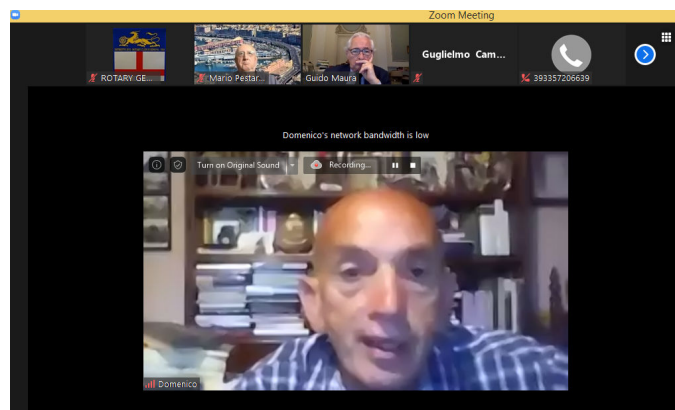 Zoom Meeting
ROTARY GE...
Mario Pestar...
Guido Maura
Guglielmo Cam...
393357206639
Domenico's network bandwidth is low
Turn on Original Sound
Recording...
Domenico